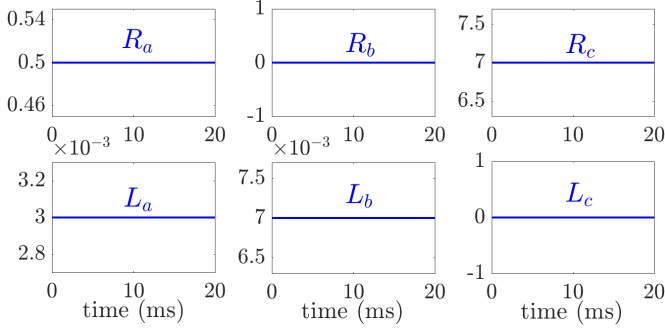 0.54 1 7.5
R_a R_b R_c
0.5 0 7
0.46 -1 6.5
0 10 20 0 10 20 0 10 20
×10⁻³ ×10⁻³
3.2 7.5 1
L_a L_b L_c
3 7 0
2.8 6.5 -1
0 10 20 0 10 20 0 10 20
time (ms) time (ms) time (ms)